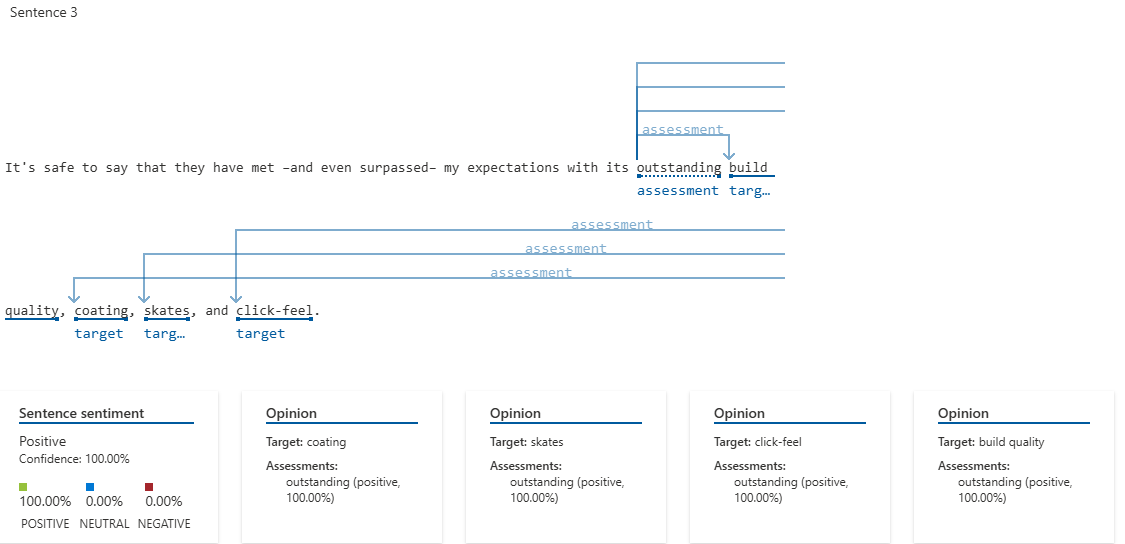 Sentence 3
assessment
It's safe to say that they have met –and even surpassed– my expectations with its outstanding build
assessment targ…
assessment
assessment
assessment
quality, coating, skates, and click-feel.
target targ… target
Sentence sentiment
Positive
Confidence: 100.00%
100.00% 0.00% 0.00%
POSITIVE NEUTRAL NEGATIVE
Opinion
Target: coating
Assessments:
outstanding (positive,
100.00%)
Opinion
Target: skates
Assessments:
outstanding (positive,
100.00%)
Opinion
Target: click-feel
Assessments:
outstanding (positive,
100.00%)
Opinion
Target: build quality
Assessments:
outstanding (positive,
100.00%)